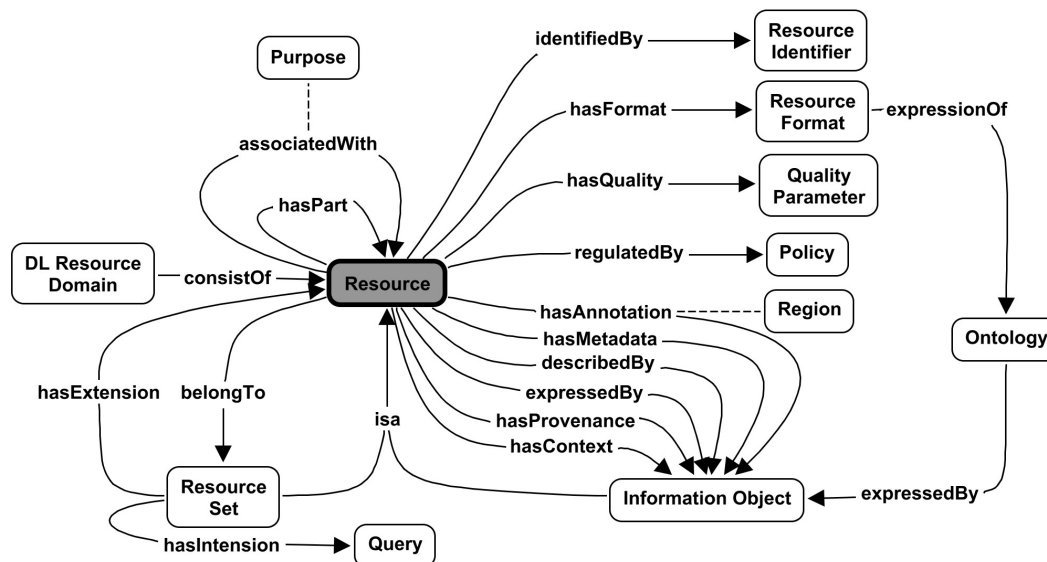 identifiedBy
Resource
Identifier
Purpose
hasFormat
Resource
Format
expressionOf
associatedWith
hasQuality
Quality
Parameter
hasPart
DL Resource
Domain
consistOf
Resource
regulatedBy
Policy
hasAnnotation
Region
hasMetadata
Ontology
describedBy
hasExtension
belongTo
expressedBy
isa
hasProvenance
hasContext
Resource
Set
Information Object
expressedBy
hasIntension
Query